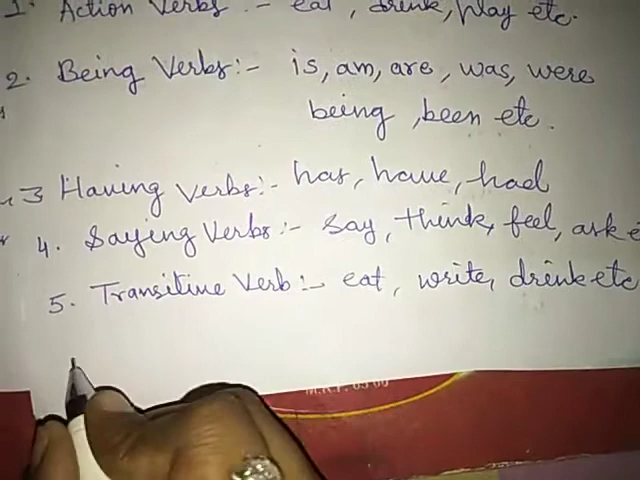 1. Action Verbs :- eat, drink, play etc.
2. Being Verbs:- is, am, are, was, were
being, been etc.
3 Having verbs:- has, have, had
4. Saying Verbs:- say, think, feel, ask
5. Transitive Verb :- eat, write, drink etc
M.R.P.